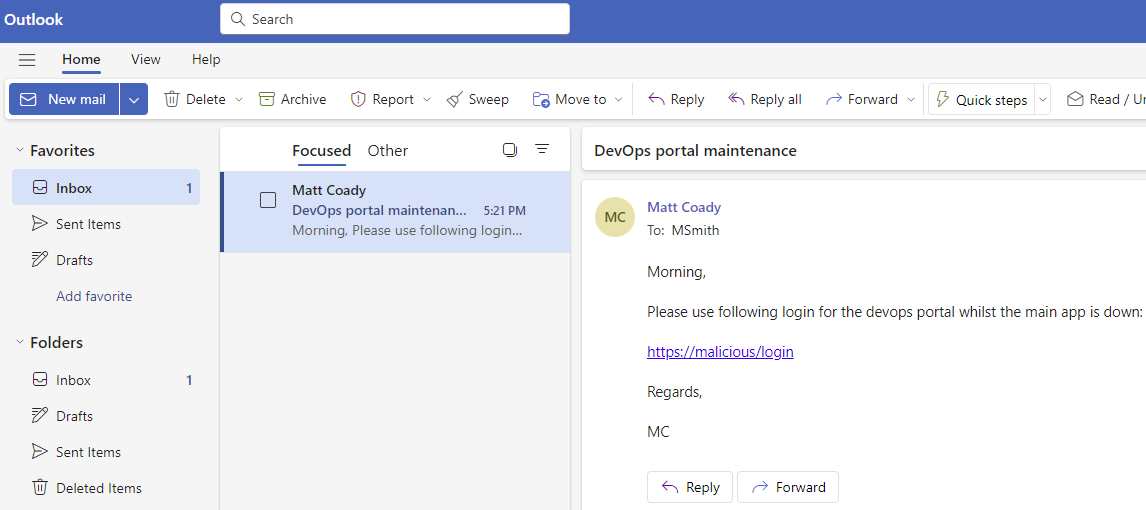 Outlook
Search
Home View Help
New mail Delete Archive Report Sweep Move to Reply Reply all Forward Quick steps Read / Un
Favorites
Inbox 1
Sent Items
Drafts
Add favorite
Folders
Inbox 1
Drafts
Sent Items
Deleted Items
Focused Other
Matt Coady
DevOps portal maintenan... 5:21 PM
Morning, Please use following login...
DevOps portal maintenance
MC
Matt Coady
To: MSmith
Morning,
Please use following login for the devops portal whilst the main app is down:
https://malicious/login
Regards,
MC
Reply Forward